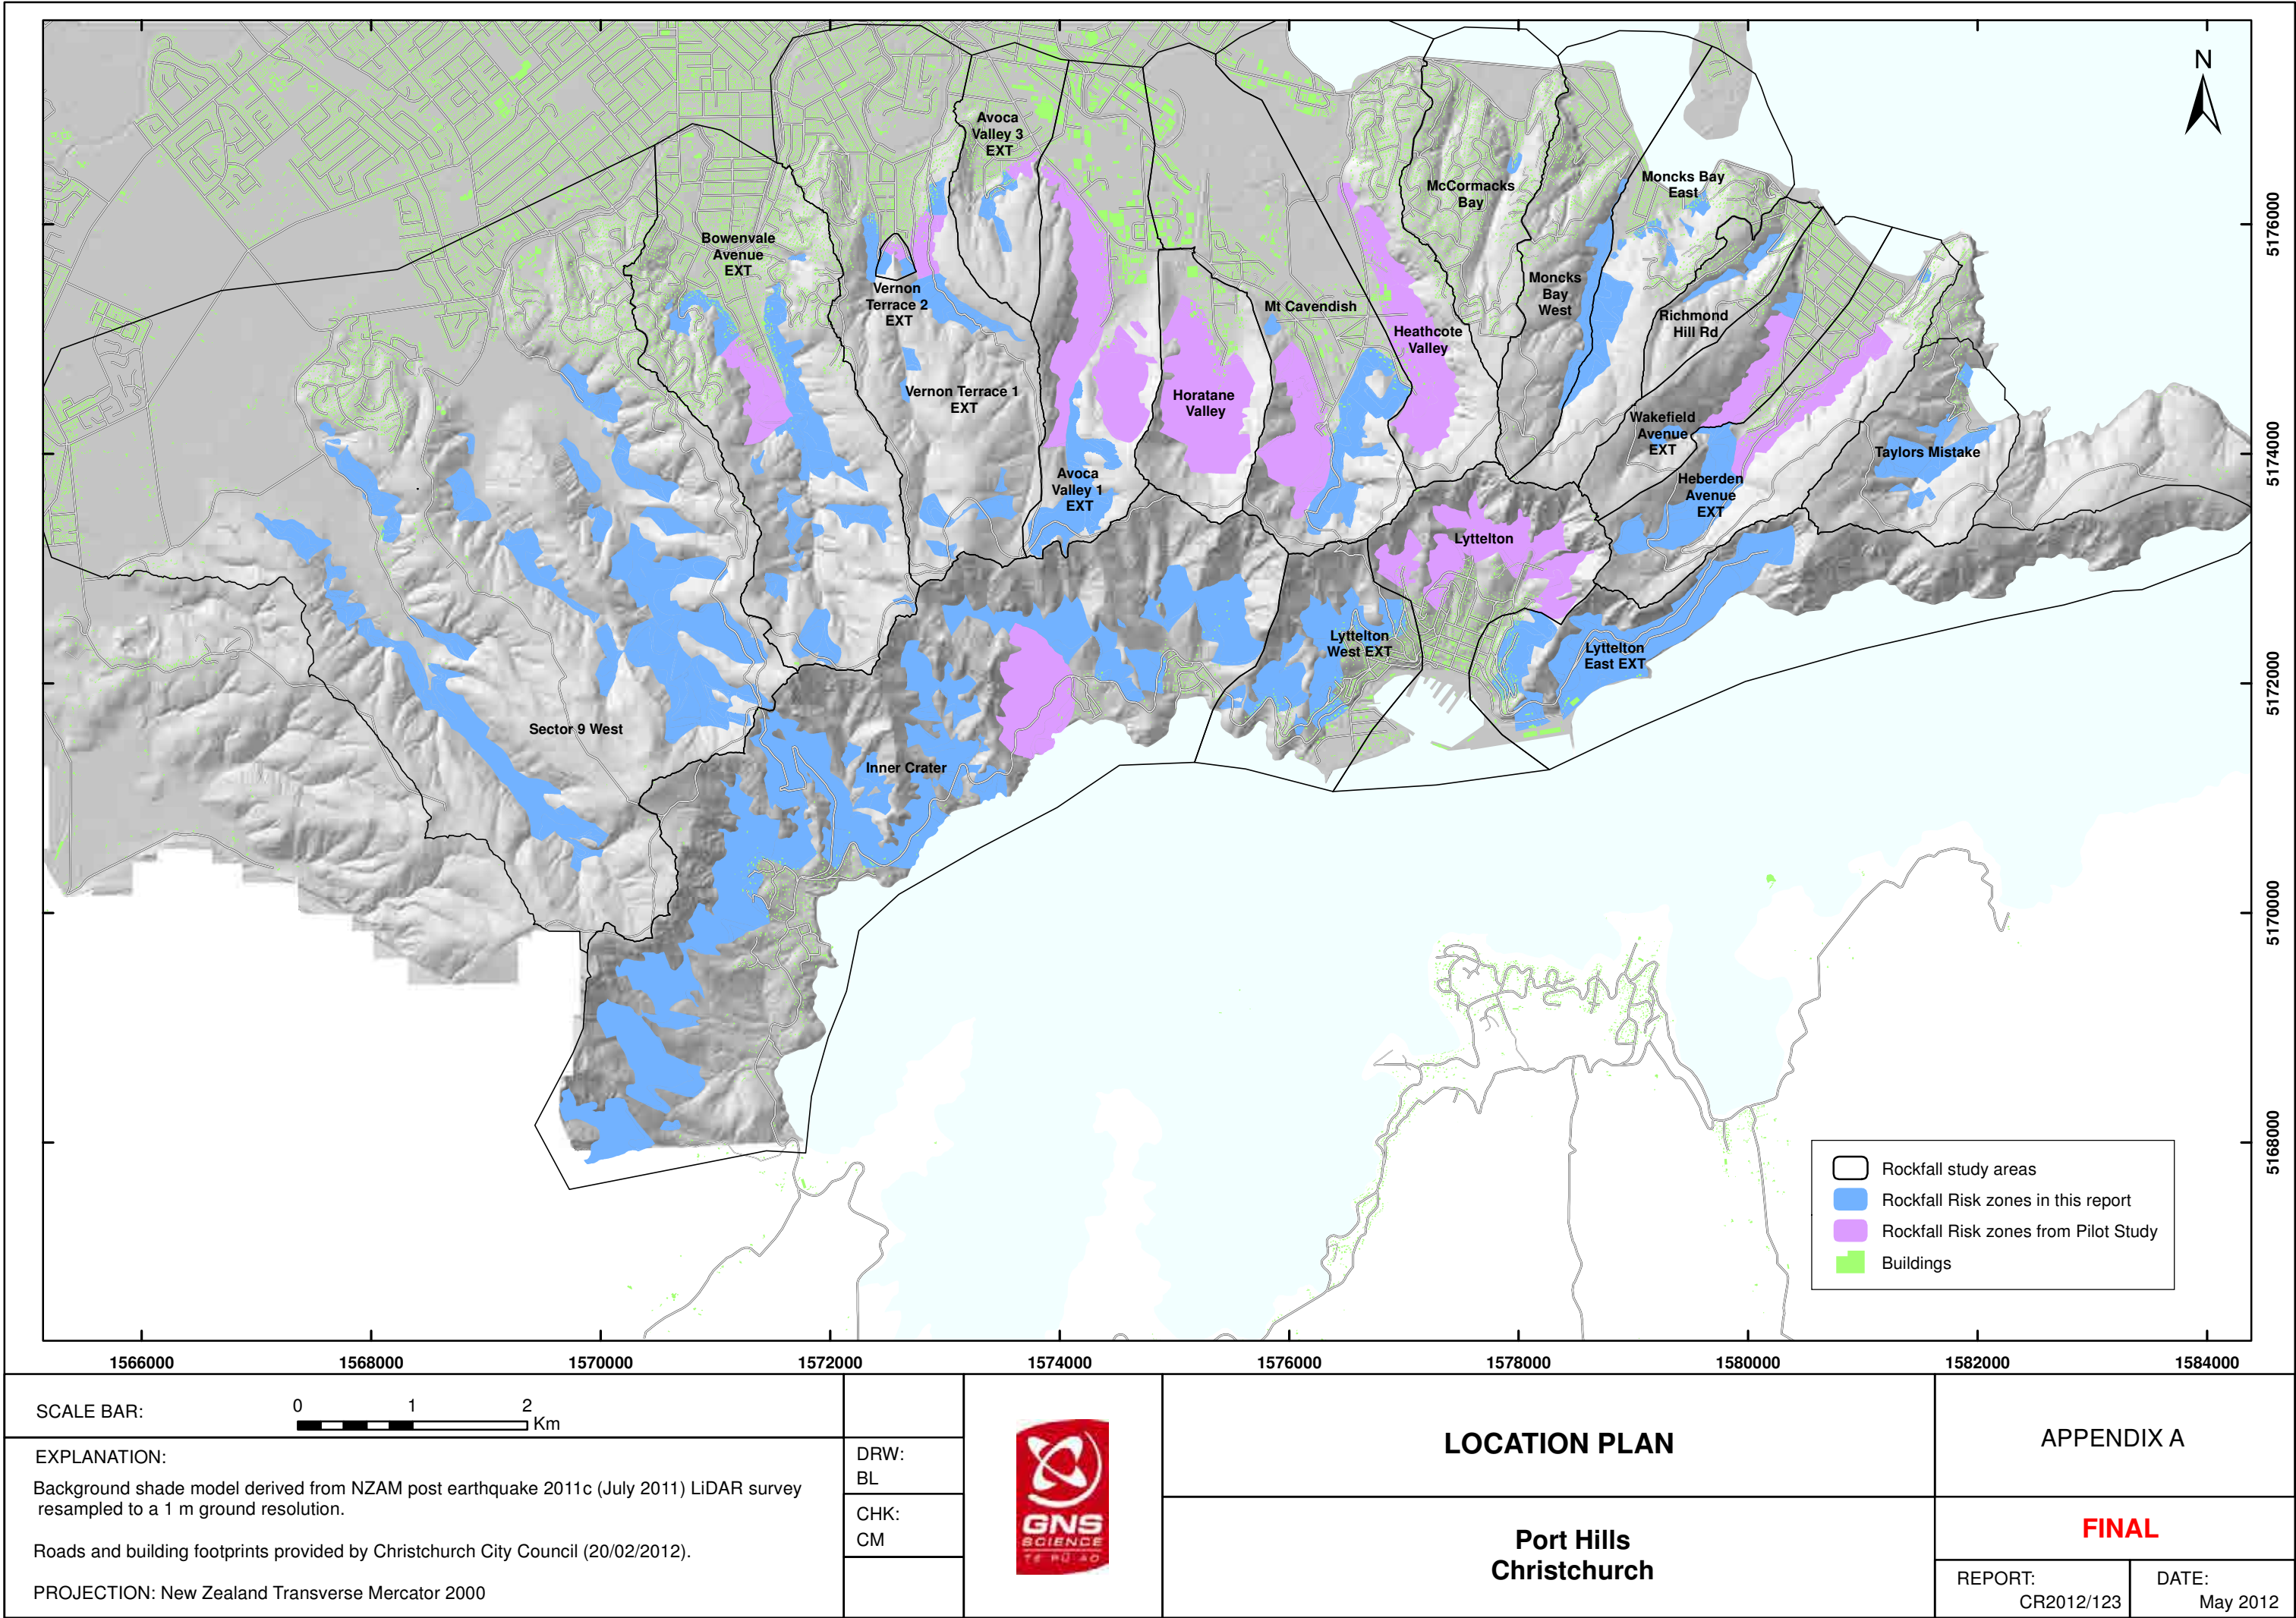 N
Avoca
Valley 3
EXT
McCormacks
Bay
Moncks Bay
East
Bowenvale
Avenue
EXT
Vernon
Terrace 2
EXT
Mt Cavendish
Moncks
Bay
West
Richmond
Hill Rd
Heathcote
Valley
Vernon Terrace 1
EXT
Horatane
Valley
Wakefield
Avenue
EXT
Taylors Mistake
Avoca
Valley 1
EXT
Heberden
Avenue
EXT
Lyttelton
Lyttelton
West EXT
Lyttelton
East EXT
Sector 9 West
Inner Crater
5176000
5174000
5172000
5170000
5168000
Rockfall study areas
Rockfall Risk zones in this report
Rockfall Risk zones from Pilot Study
Buildings
1566000 1568000 1570000 1572000 1574000 1576000 1578000 1580000 1582000 1584000
SCALE BAR:
0 1 2
Km
EXPLANATION:
Background shade model derived from NZAM post earthquake 2011c (July 2011) LiDAR survey
resampled to a 1 m ground resolution.
Roads and building footprints provided by Christchurch City Council (20/02/2012).
PROJECTION: New Zealand Transverse Mercator 2000
DRW:
BL
CHK:
CM
GNS
SCIENCE
TE PŪ AO
LOCATION PLAN
Port Hills
Christchurch
APPENDIX A
FINAL
REPORT:
CR2012/123
DATE:
May 2012